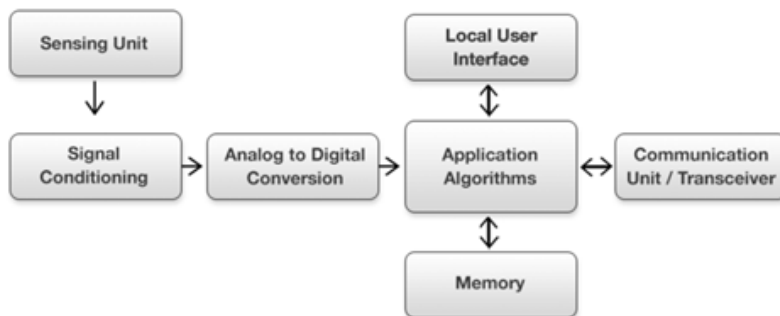 Sensing Unit
Local User
Interface
Signal
Conditioning
Analog to Digital
Conversion
Application
Algorithms
Communication
Unit / Transceiver
Memory